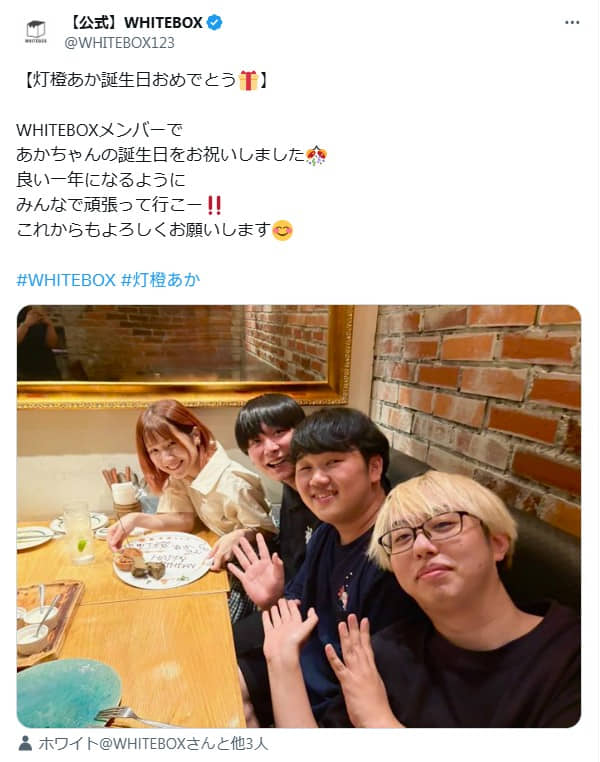 【公式】WHITEBOX
@WHITEBOX123
【灯橙あか誕生日おめでとう🎁】
WHITEBOXメンバーで
あかちゃんの誕生日をお祝いしました🎊
良い一年になるように
みんなで頑張って行こー‼️
これからもよろしくお願いします😊
#WHITEBOX #灯橙あか
HAPPY
BIRTHDAY
ホワイト@WHITEBOXさんと他3人